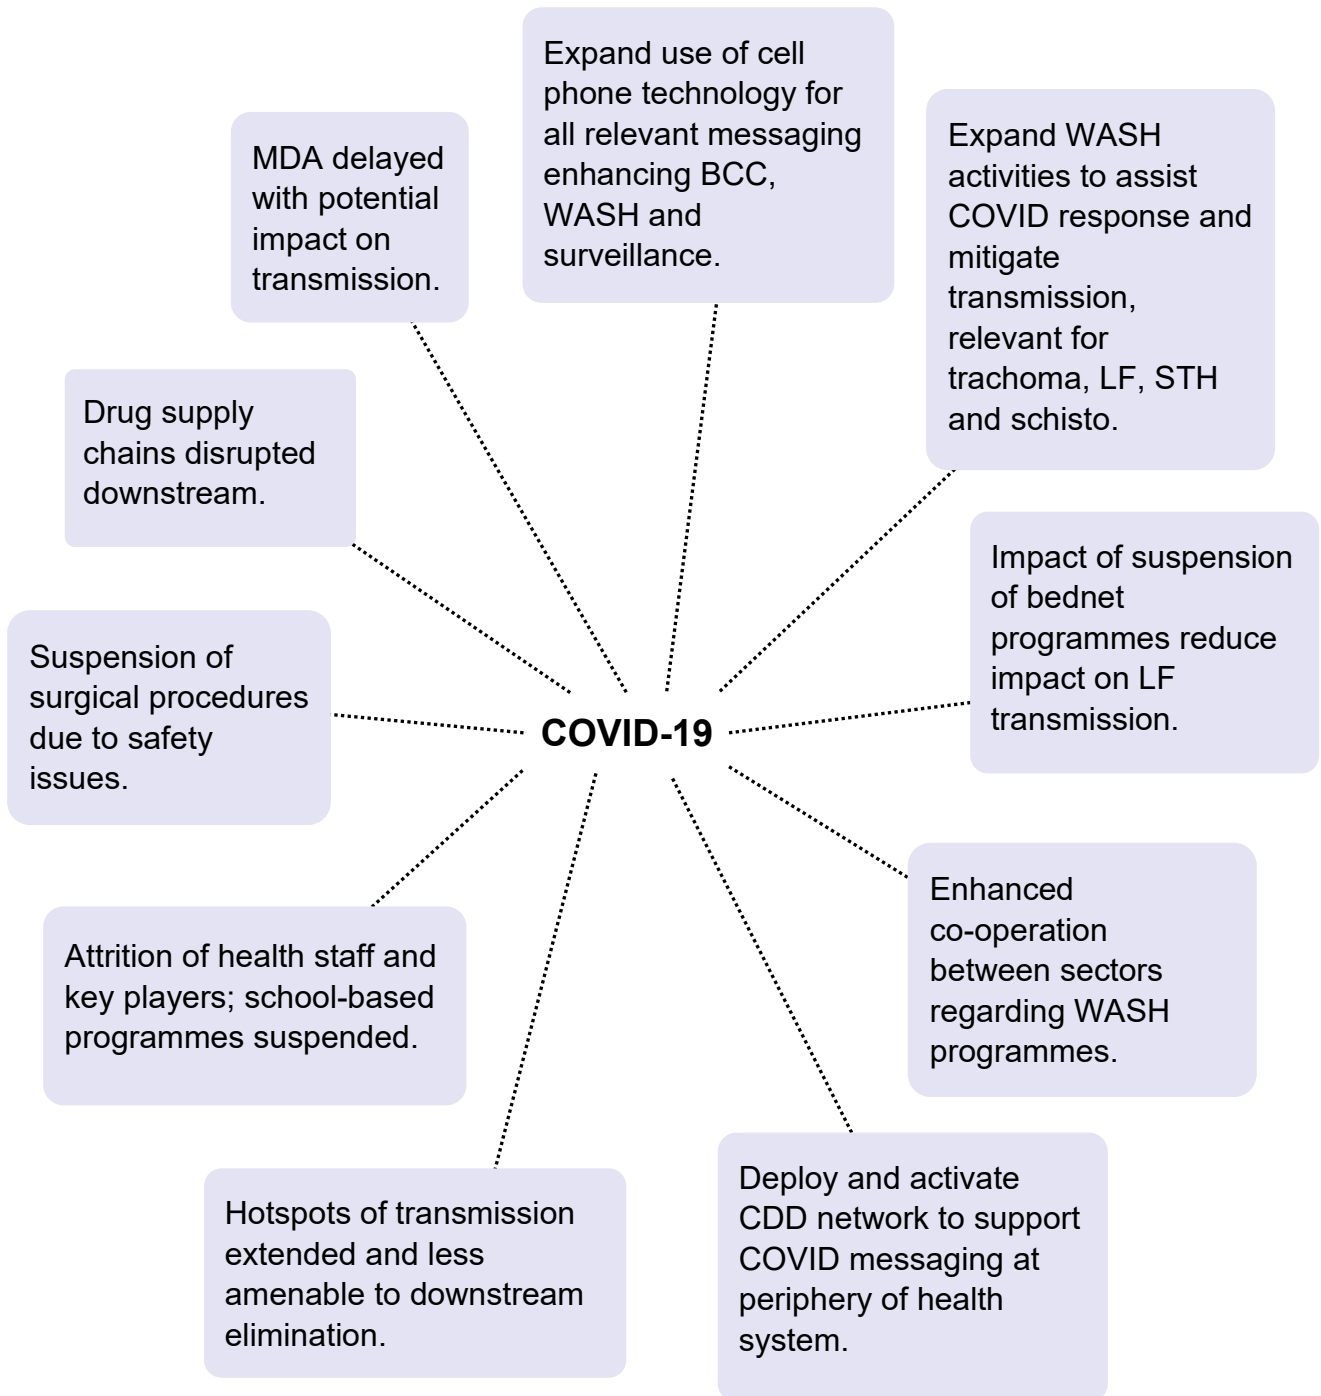 Expand use of cell
phone technology for
all relevant messaging
enhancing BCC,
WASH and
surveillance.
Expand WASH
activities to assist
COVID response and
mitigate
transmission,
relevant for
trachoma, LF, STH
and schisto.
MDA delayed
with potential
impact on
transmission.
Drug supply
chains disrupted
downstream.
Impact of suspension
of bednet
programmes reduce
impact on LF
transmission.
Suspension of
surgical procedures
due to safety
issues.
COVID-19
Enhanced
co-operation
between sectors
regarding WASH
programmes.
Attrition of health staff and
key players; school-based
programmes suspended.
Deploy and activate
CDD network to support
COVID messaging at
periphery of health
system.
Hotspots of transmission
extended and less
amenable to downstream
elimination.